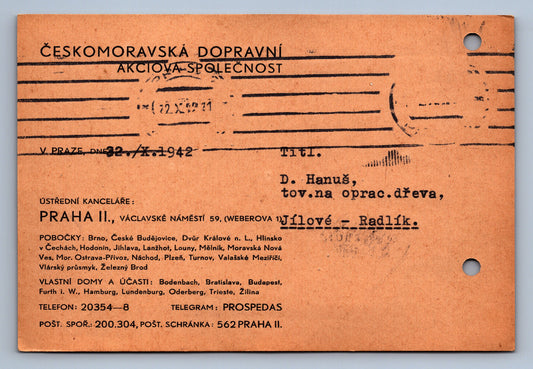 ČESKOMORAVSKÁ DOPRAVNÍ
AKCIOVÁ SPOLEČNOST
V PRAZE, DNE 32./X.1942
Titl.
D. Hanuš,
tov.na oprac.dřeva,
Jílové - Radlík.
ÚSTŘEDNÍ KANCELÁŘE:
PRAHA II., VÁCLAVSKÉ NÁMĚSTÍ 59, (WEBEROVA 1)
POBOČKY: Brno, České Budějovice, Dvůr Králové n. L., Hlinsko
v Čechách, Hodonín, Jihlava, Lanžhot, Louny, Mělník, Moravská Nová
Ves, Mor. Ostrava-Přívoz, Náchod, Plzeň, Turnov, Valašské Meziříčí,
Vlárský průsmyk, Železný Brod
VLASTNÍ DOMY A ÚČASTI: Bodenbach, Bratislava, Budapest,
Furth i. W., Hamburg, Lundenburg, Oderberg, Trieste, Žilina
TELEFON: 20354—8 TELEGRAM: PROSPEDAS
POŠT. SPOŘ.: 200.304, POŠT. SCHRÁNKA: 562 PRAHA II.